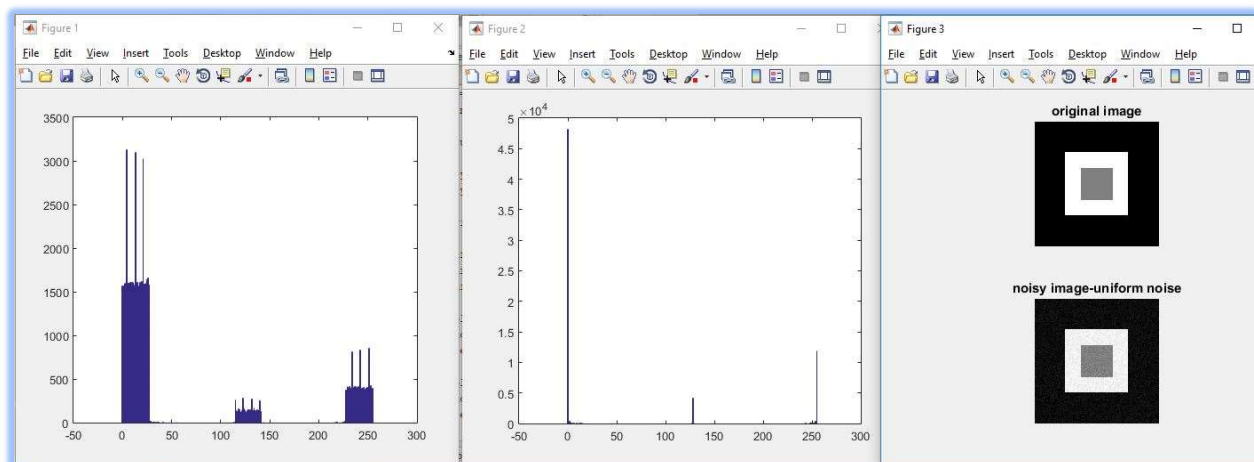 Figure 1
File Edit View Insert Tools Desktop Window Help
3500
3000
2500
2000
1500
1000
500
0
-50 0 50 100 150 200 250 300
Figure 2
File Edit View Insert Tools Desktop Window Help
×10^4
5
4.5
4
3.5
3
2.5
2
1.5
1
0.5
0
-50 0 50 100 150 200 250 300
Figure 3
File Edit View Insert Tools Desktop Window Help
original image
noisy image-uniform noise